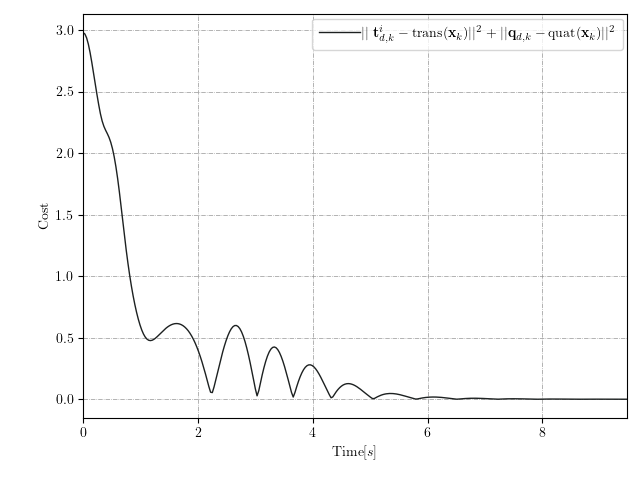 || t^i_{d,k} − trans(x_k)||^2 + ||q_{d,k} − quat(x_k)||^2
3.0
2.5
2.0
1.5
1.0
0.5
0.0
Cost
0 2 4 6 8
Time[s]